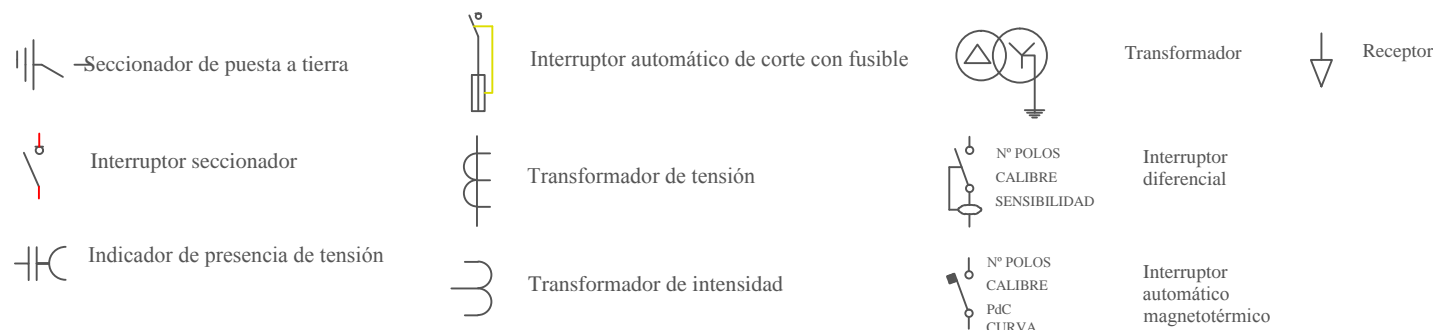 Seccionador de puesta a tierra
Interruptor automático de corte con fusible
Transformador
Receptor
Interruptor seccionador
Transformador de tensión
Nº POLOS
CALIBRE
SENSIBILIDAD
Interruptor
diferencial
Indicador de presencia de tensión
Transformador de intensidad
Nº POLOS
CALIBRE
PdC
CURVA
Interruptor
automático
magnetotérmico